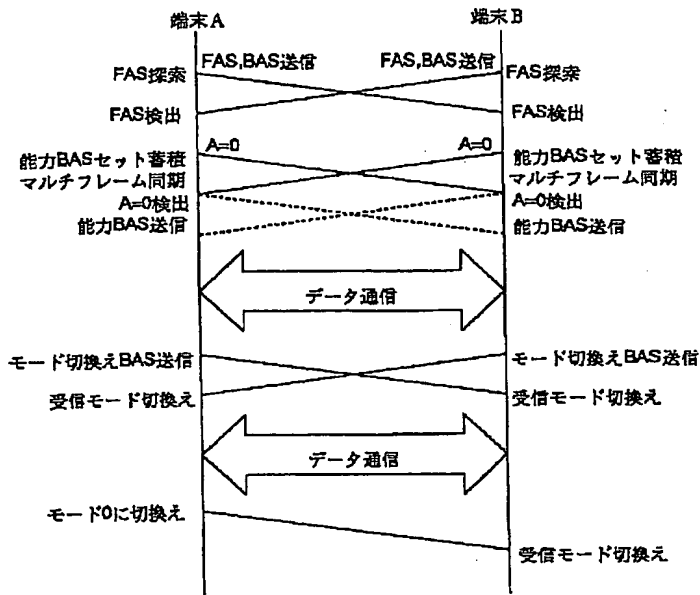 端末A 端末B
FAS,BAS送信 FAS,BAS送信
FAS探索 FAS探索
FAS検出 FAS検出
A=0 A=0
能力BASセット蓄積 能力BASセット蓄積
マルチフレーム同期 マルチフレーム同期
A=0検出 A=0検出
能力BAS送信 能力BAS送信
データ通信
モード切換えBAS送信 モード切換えBAS送信
受信モード切換え 受信モード切換え
データ通信
モード0に切換え
受信モード切換え